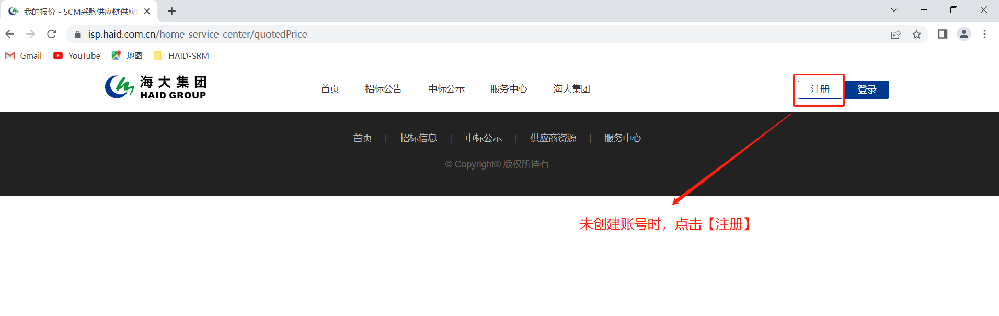 我的报价 - SCM采购供应链供应
isp.haid.com.cn/home-service-center/quotedPrice
Gmail YouTube 地图 HAID-SRM
海大集团
HAID GROUP
首页 招标公告 中标公示 服务中心 海大集团 注册 登录
首页 | 招标信息 | 中标公示 | 供应商资源 | 服务中心
© Copyright© 版权所持有
未创建账号时，点击【注册】